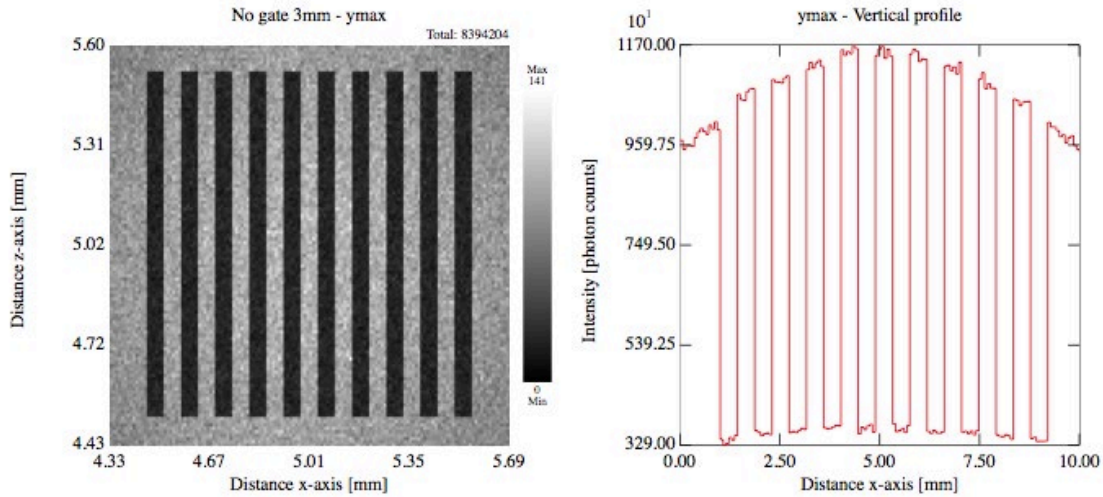 No gate 3mm - ymax
Total: 8394204
5.60
5.31
5.02
4.72
4.43
Distance z-axis [mm]
4.33 4.67 5.01 5.35 5.69
Distance x-axis [mm]
Max
141
0
Min
ymax - Vertical profile
10¹
1170.00
959.75
749.50
539.25
329.00
Intensity [photon counts]
0.00 2.50 5.00 7.50 10.00
Distance x-axis [mm]